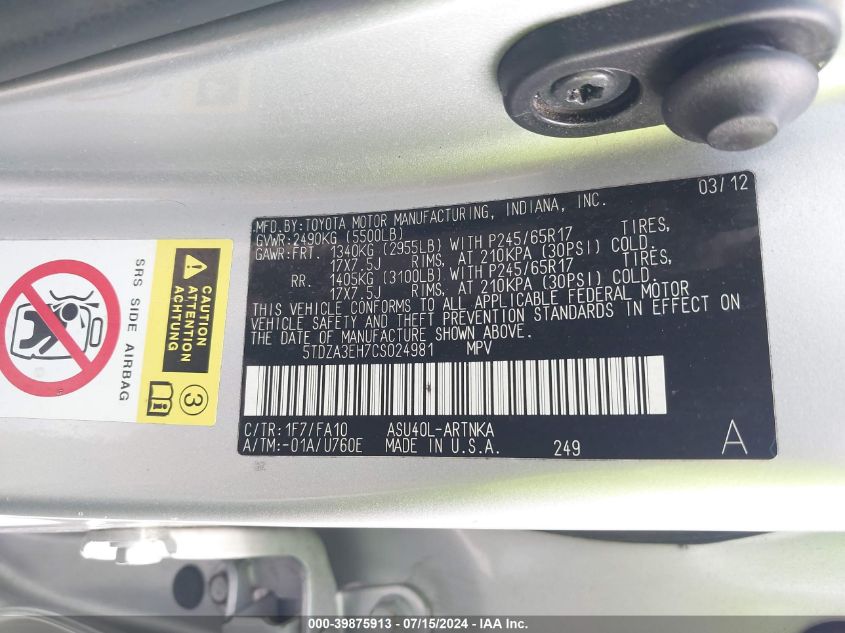 03/12
MFD.BY: TOYOTA MOTOR MANUFACTURING, INDIANA, INC.
GVWR: 2490KG (5500LB)
GAWR: FRT. 1340KG (2955LB) WITH P245/65R17 TIRES,
17X7.5J RIMS, AT 210KPA (30PSI) COLD.
RR. 1405KG (3100LB) WITH P245/65R17 TIRES,
17X7.5J RIMS, AT 210KPA (30PSI) COLD.
THIS VEHICLE CONFORMS TO ALL APPLICABLE FEDERAL MOTOR
VEHICLE SAFETY AND THEFT PREVENTION STANDARDS IN EFFECT ON
THE DATE OF MANUFACTURE SHOWN ABOVE.
5TDZA3EH7CS024981 MPV
C/TR: 1F7/FA10 ASU40L-ARTNKA
A/TM: -01A/U760E MADE IN U.S.A. 249 A
SRS SIDE AIRBAG
CAUTION
ATTENTION
ACHTUNG
3
i
IAA-39875913 - 07/15/2024 - IAA Inc.